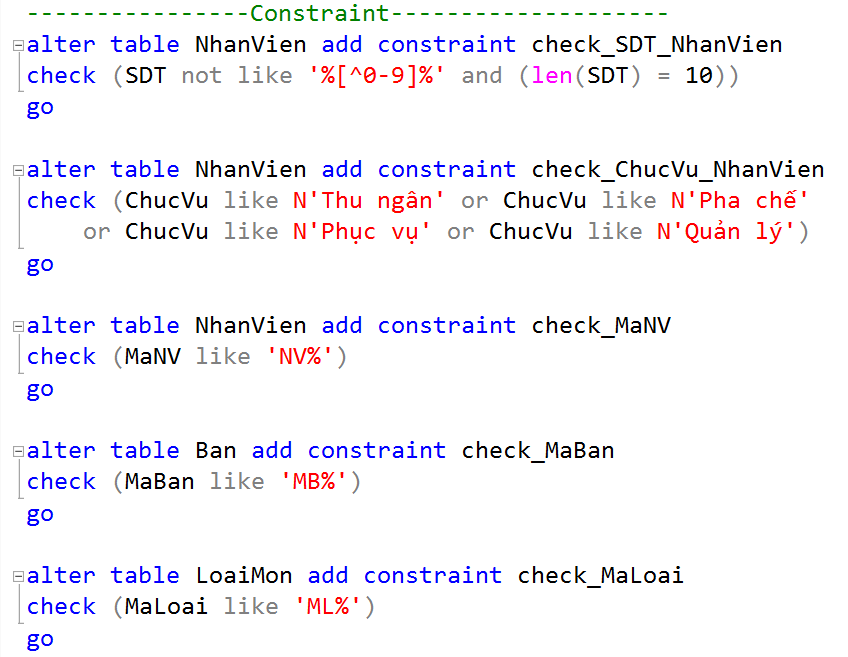 ----------------Constraint--------------------
alter table NhanVien add constraint check_SDT_NhanVien
check (SDT not like '%[^0-9]%' and (len(SDT) = 10))
go
alter table NhanVien add constraint check_ChucVu_NhanVien
check (ChucVu like N'Thu ngân' or ChucVu like N'Pha chế'
or ChucVu like N'Phục vụ' or ChucVu like N'Quản lý')
go
alter table NhanVien add constraint check_MaNV
check (MaNV like 'NV%')
go
alter table Ban add constraint check_MaBan
check (MaBan like 'MB%')
go
alter table LoaiMon add constraint check_MaLoai
check (MaLoai like 'ML%')
go